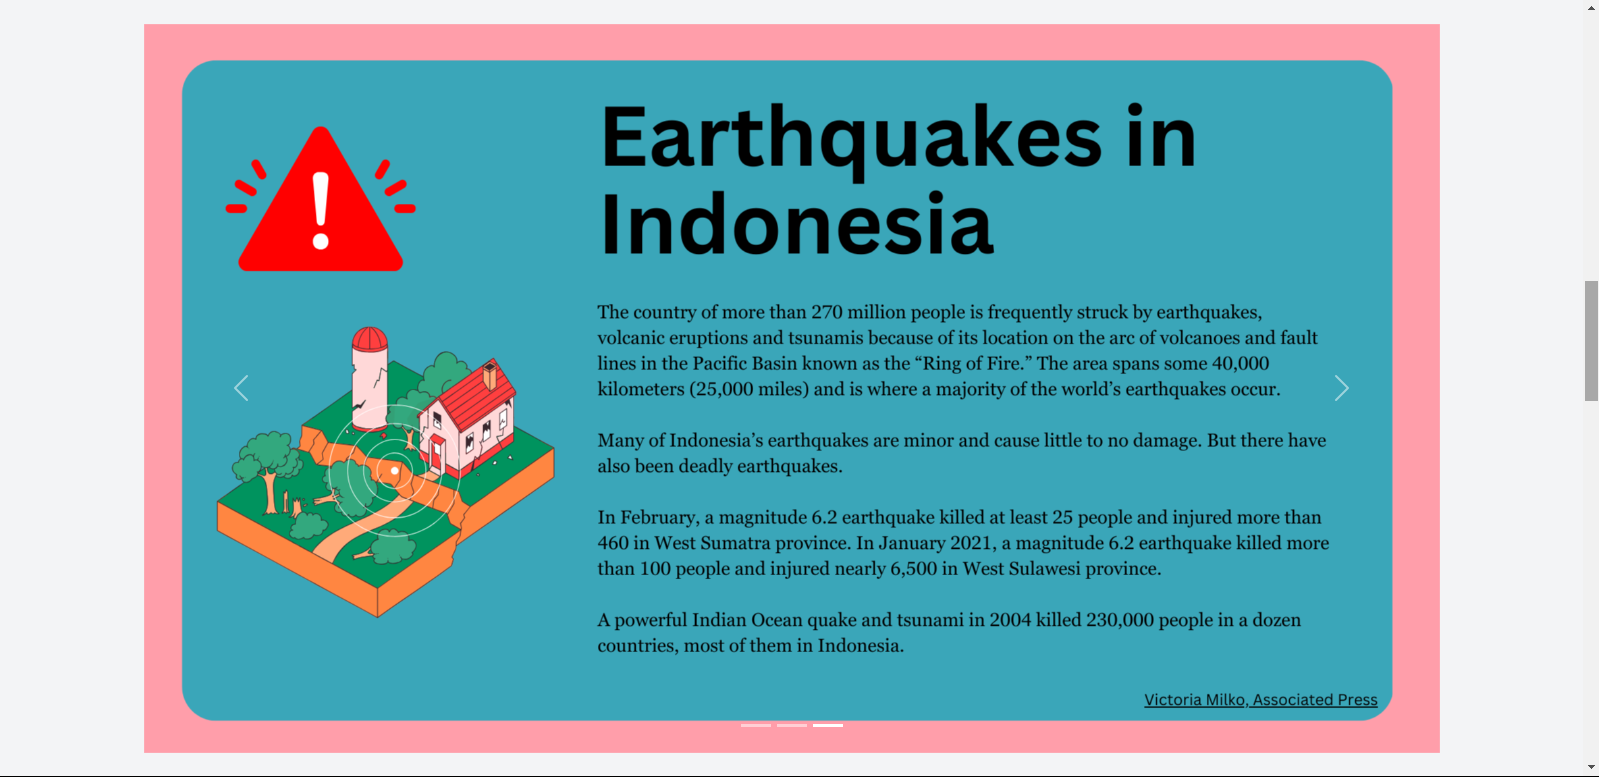 Earthquakes in
Indonesia
The country of more than 270 million people is frequently struck by earthquakes,
volcanic eruptions and tsunamis because of its location on the arc of volcanoes and fault
lines in the Pacific Basin known as the “Ring of Fire.” The area spans some 40,000
kilometers (25,000 miles) and is where a majority of the world’s earthquakes occur.
Many of Indonesia’s earthquakes are minor and cause little to no damage. But there have
also been deadly earthquakes.
In February, a magnitude 6.2 earthquake killed at least 25 people and injured more than
460 in West Sumatra province. In January 2021, a magnitude 6.2 earthquake killed more
than 100 people and injured nearly 6,500 in West Sulawesi province.
A powerful Indian Ocean quake and tsunami in 2004 killed 230,000 people in a dozen
countries, most of them in Indonesia.
Victoria Milko, Associated Press